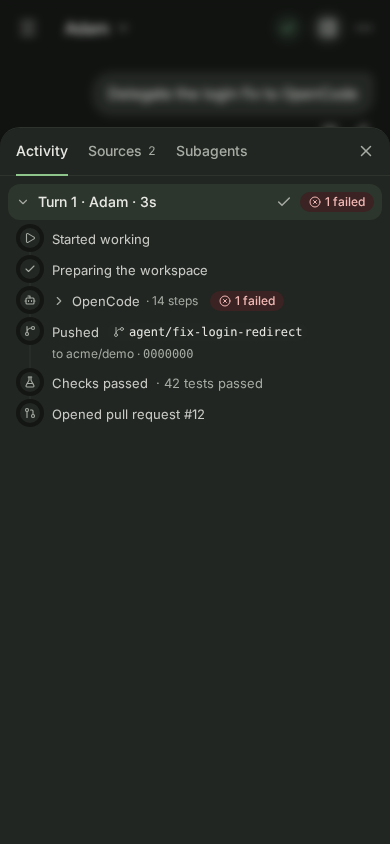 Adam
Delegate the login fix to OpenCode
Activity Sources 2 Subagents
Turn 1 · Adam · 3s 1 failed
Started working
Preparing the workspace
OpenCode · 14 steps 1 failed
Pushed agent/fix-login-redirect
to acme/demo · 0000000
Checks passed · 42 tests passed
Opened pull request #12